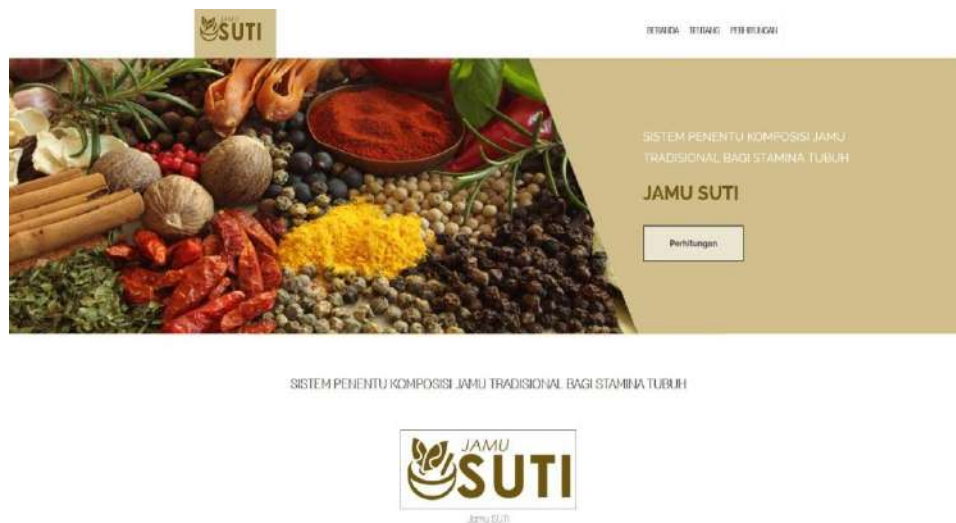 JAMU
SUTI
BERANDA TENTANG PERHITUNGAN
SISTEM PENENTU KOMPOSISI JAMU
TRADISIONAL BAGI STAMINA TUBUH
JAMU SUTI
Perhitungan
SISTEM PENENTU KOMPOSISI JAMU TRADISIONAL BAGI STAMINA TUBUH
JAMU
SUTI
Jamu SUTI